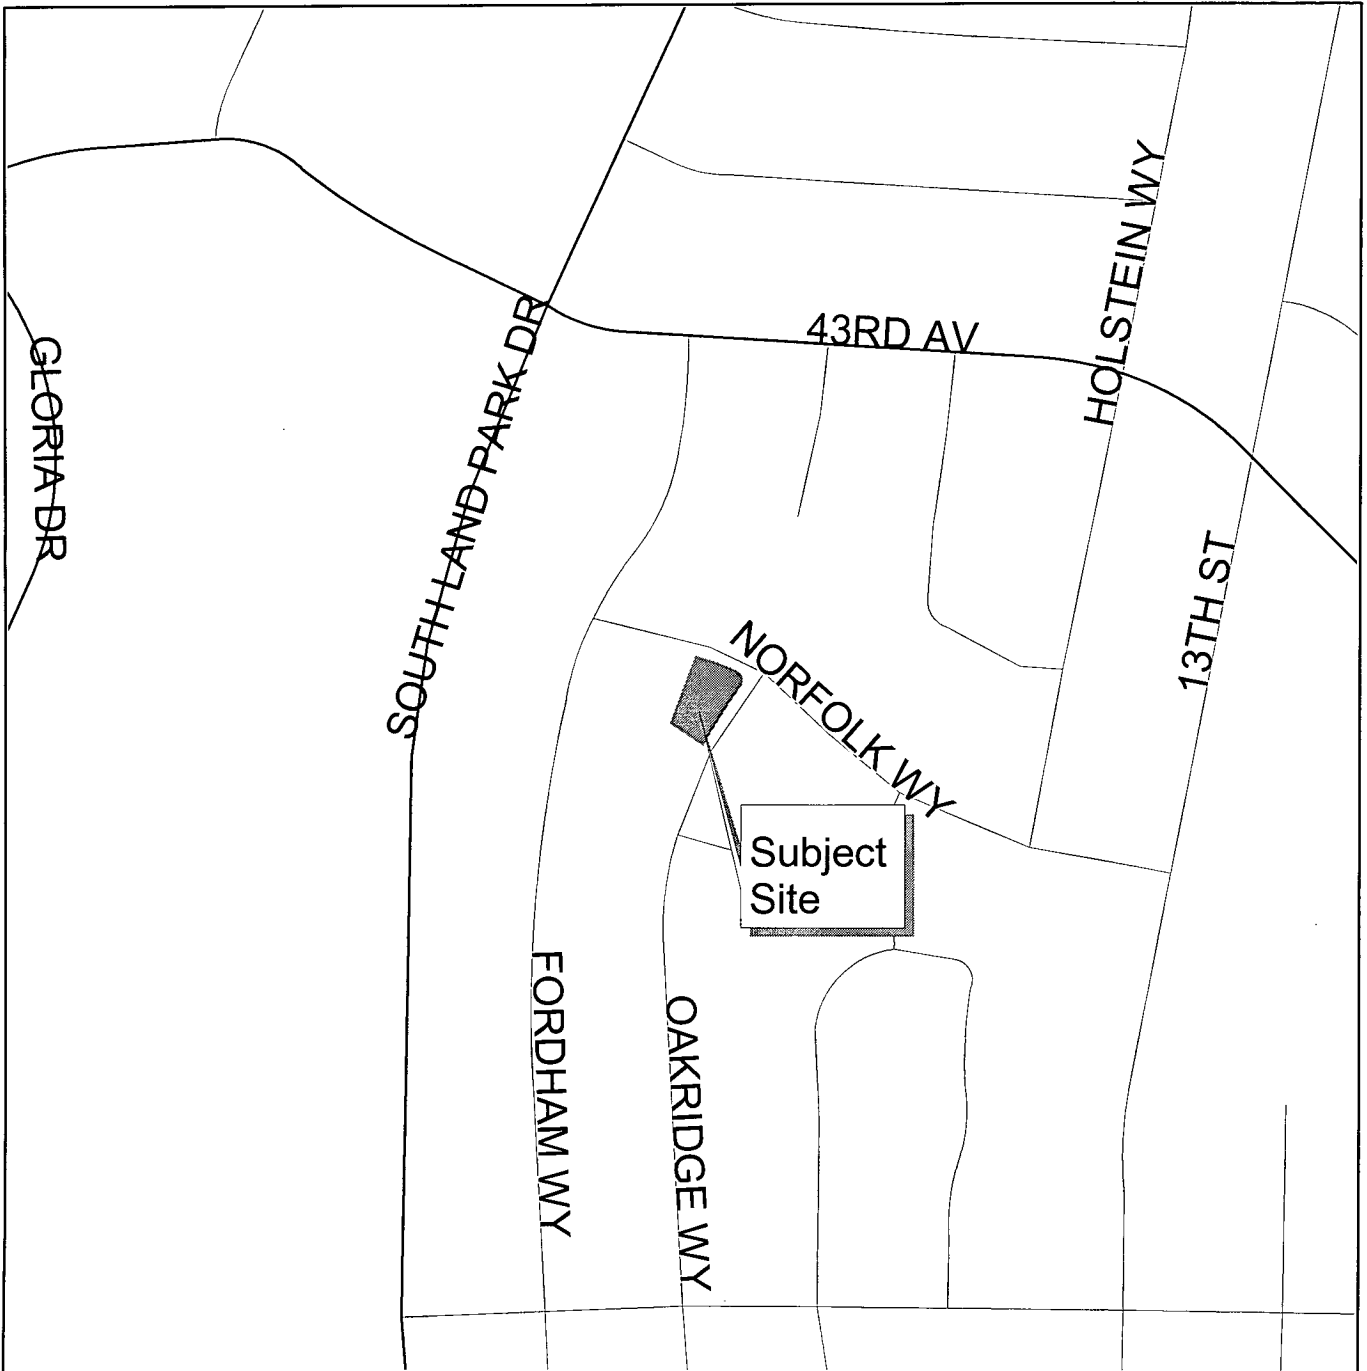 HOLSTEIN WY
43RD AV
SOUTH LAND PARK DR
GLORIA DR
13TH ST
NORFOLK WY
Subject
Site
FORDHAM WY
OAKRIDGE WY